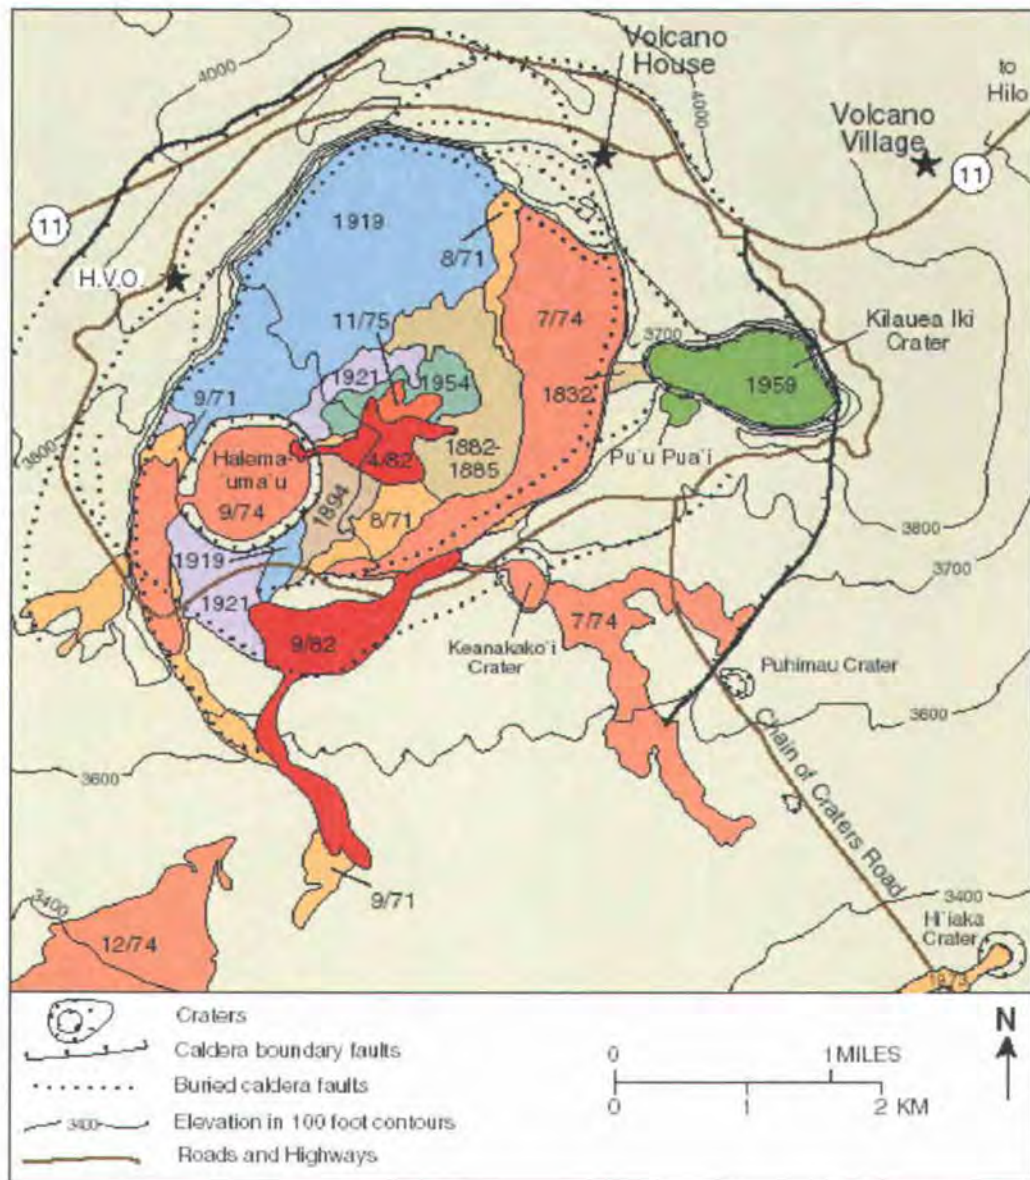 4000
Volcano
House
4000
to
Hilo
Volcano
Village
11
11
1919
8/71
H.V.O.
11/75
7/74
3700
Kilauea Iki
Crater
1921
1954
1959
9/71
1832
3800
Halema-
'uma'u
4/82
1882-
1885
Pu'u Pua'i
9/74
1894
8/71
3800
1919
3700
1921
7/74
9/82
Keanakako'i
Crater
Puhimau Crater
3600
3600
Chain of Craters Road
9/71
3400
3400
Hi'iaka
Crater
12/74
1973
Craters
Caldera boundary faults
Buried caldera faults
3400
Elevation in 100 foot contours
Roads and Highways
0
1 MILES
0
1
2 KM
N